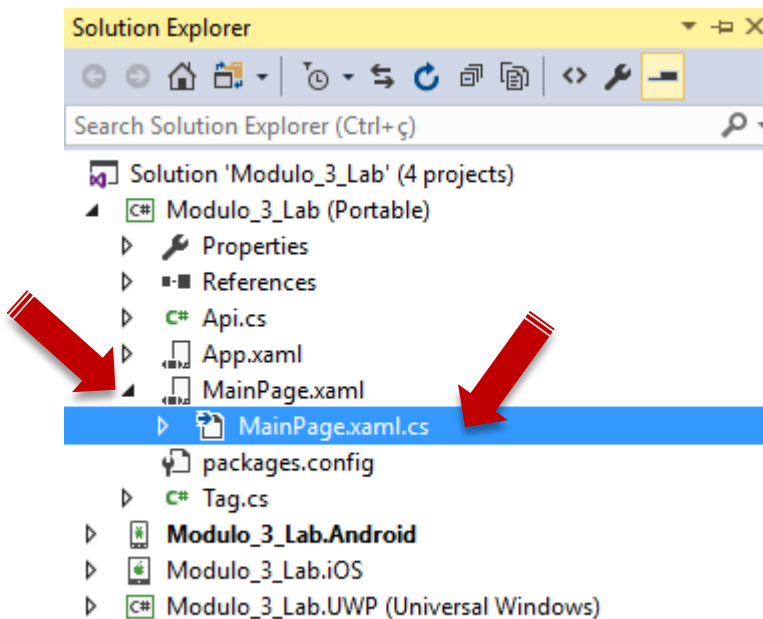 Solution Explorer
Search Solution Explorer (Ctrl+ç)
Solution 'Modulo_3_Lab' (4 projects)
C# Modulo_3_Lab (Portable)
Properties
References
C# Api.cs
App.xaml
MainPage.xaml
MainPage.xaml.cs
packages.config
C# Tag.cs
Modulo_3_Lab.Android
Modulo_3_Lab.iOS
C# Modulo_3_Lab.UWP (Universal Windows)